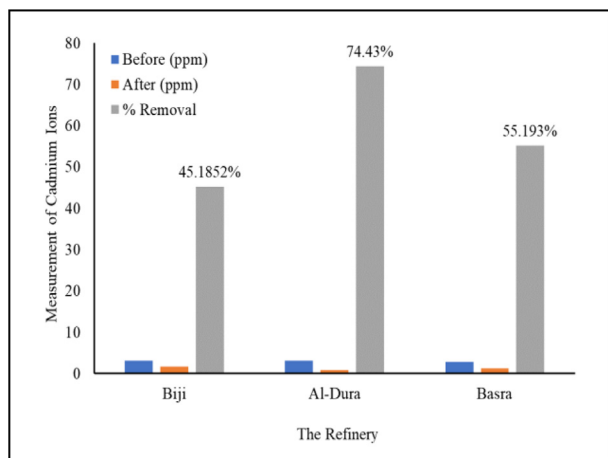 Measurement of Cadmium Ions
80
70
60
50
40
30
20
10
0
Before (ppm)
After (ppm)
% Removal
45.1852%
74.43%
55.193%
Biji
Al-Dura
Basra
The Refinery